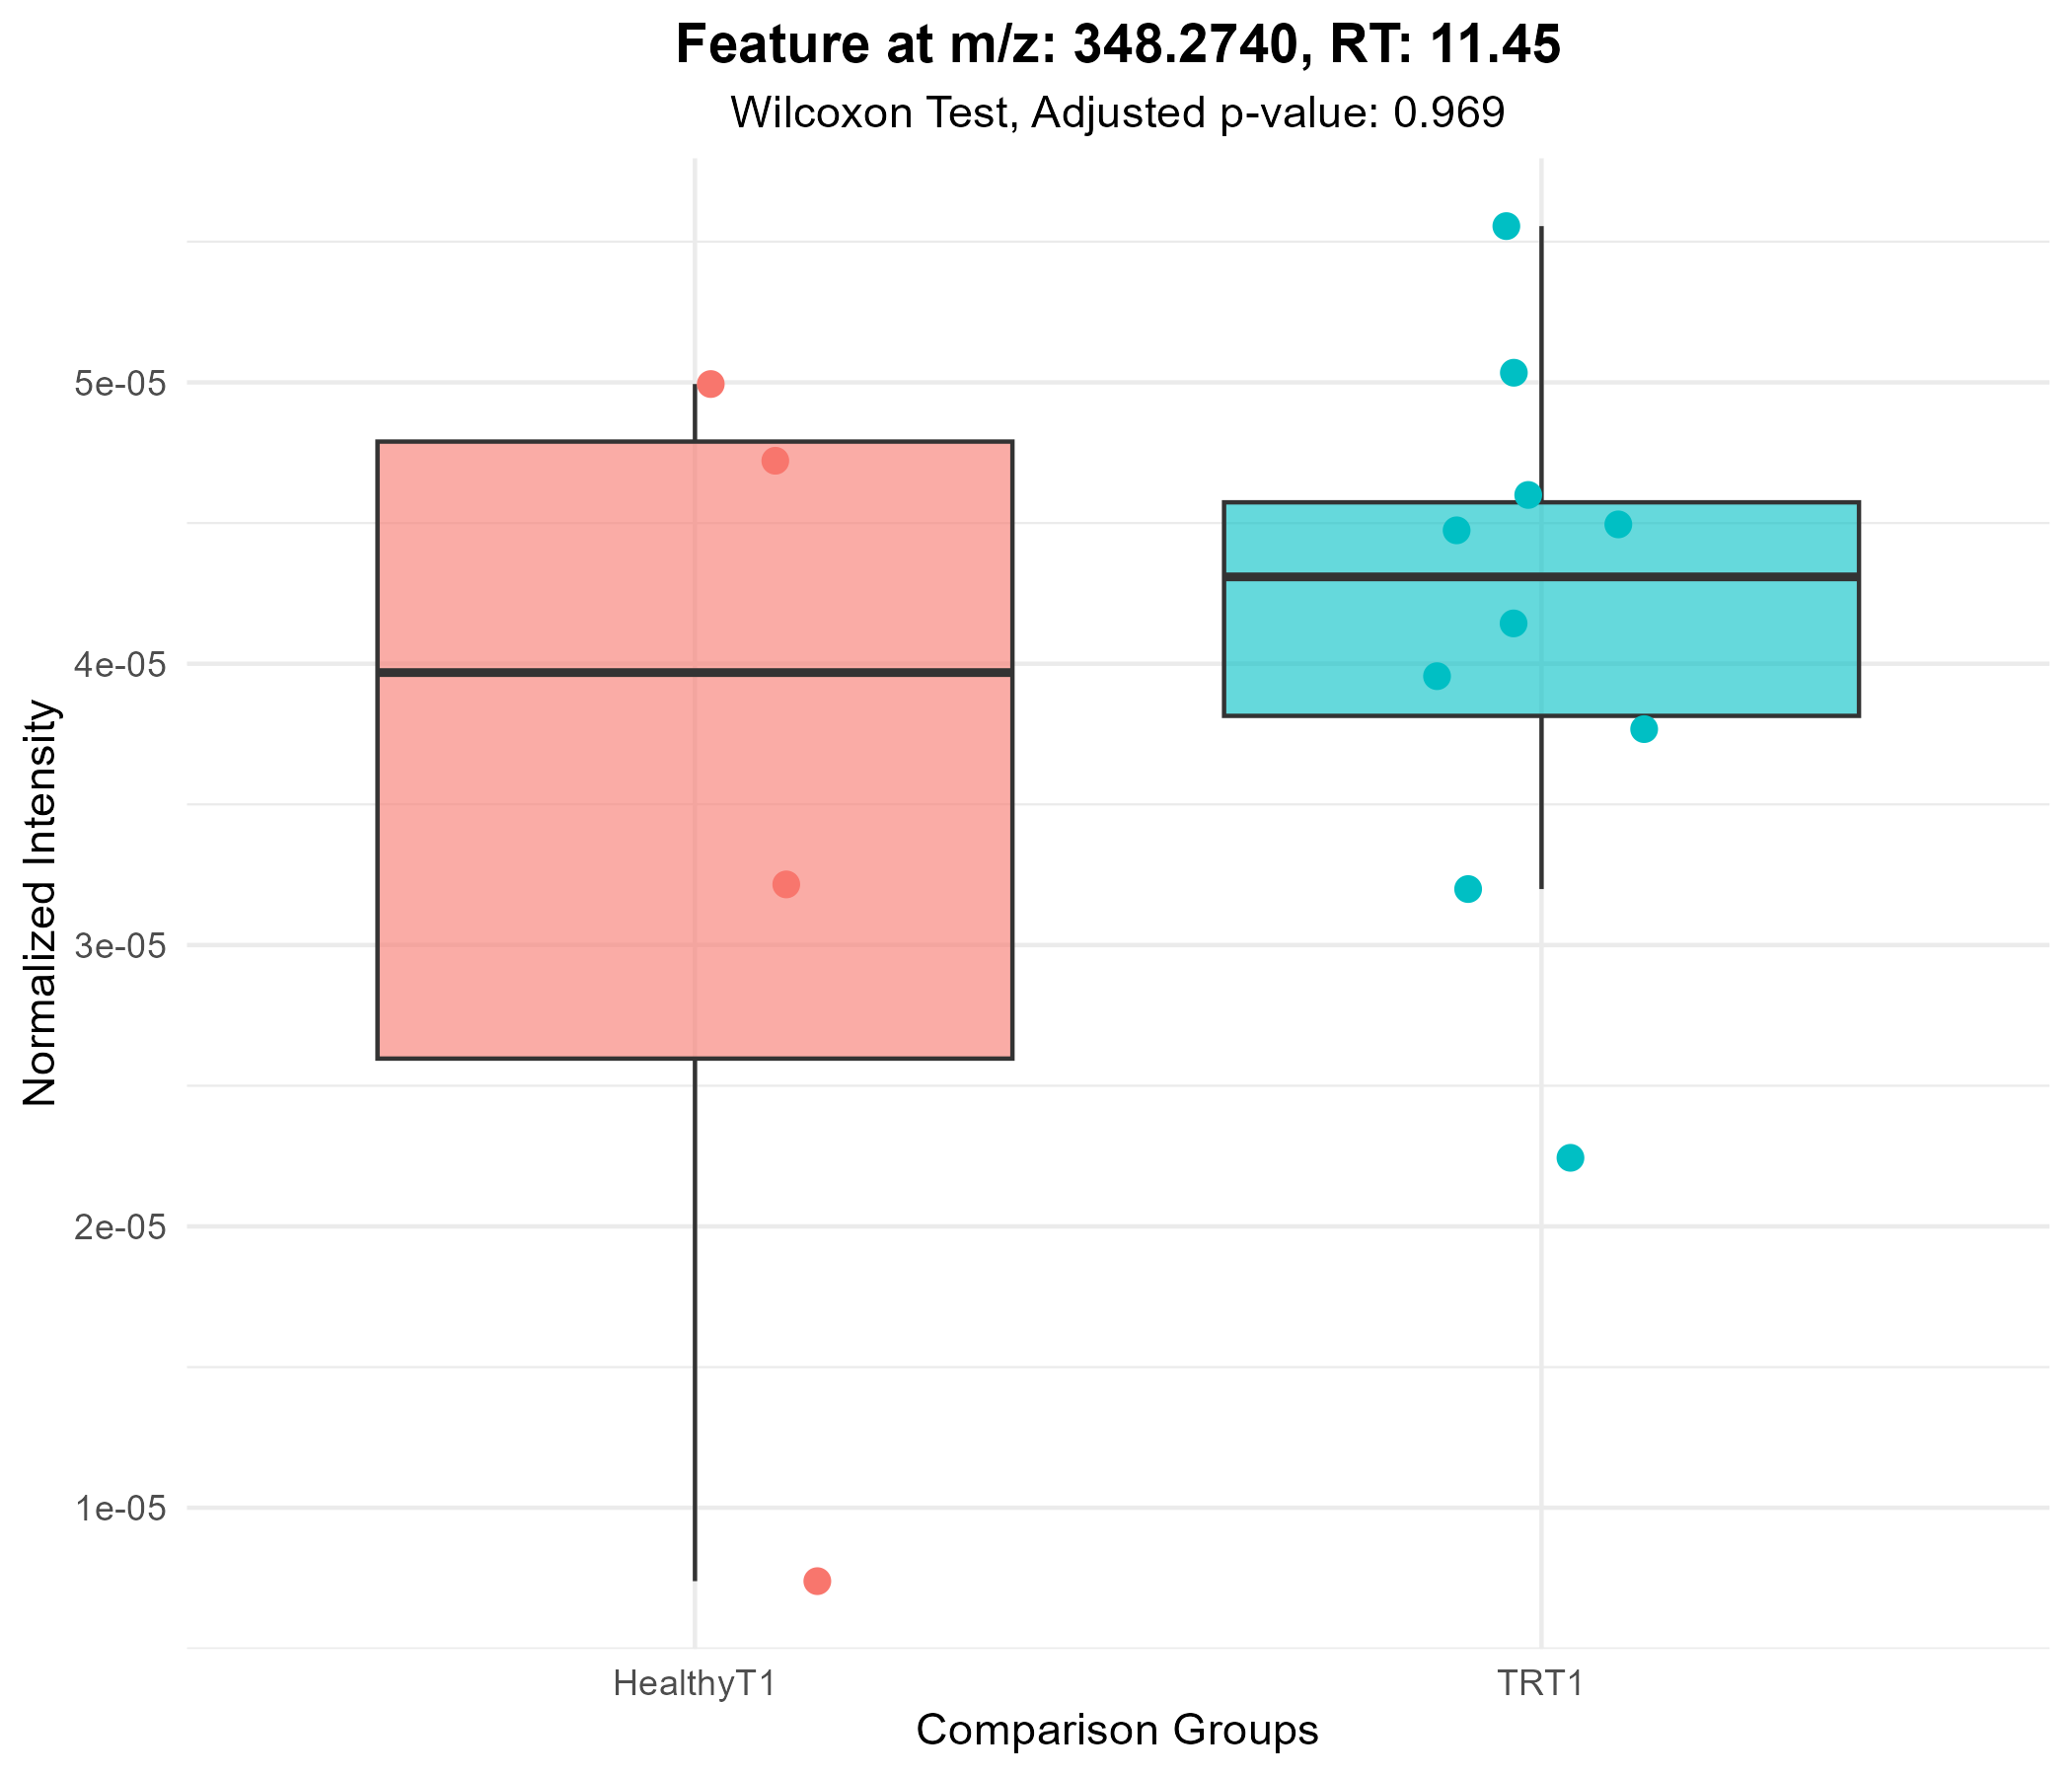 Feature at m/z: 348.2740, RT: 11.45
Wilcoxon Test, Adjusted p-value: 0.969
Normalized Intensity
5e-05
4e-05
3e-05
2e-05
1e-05
HealthyT1
TRT1
Comparison Groups